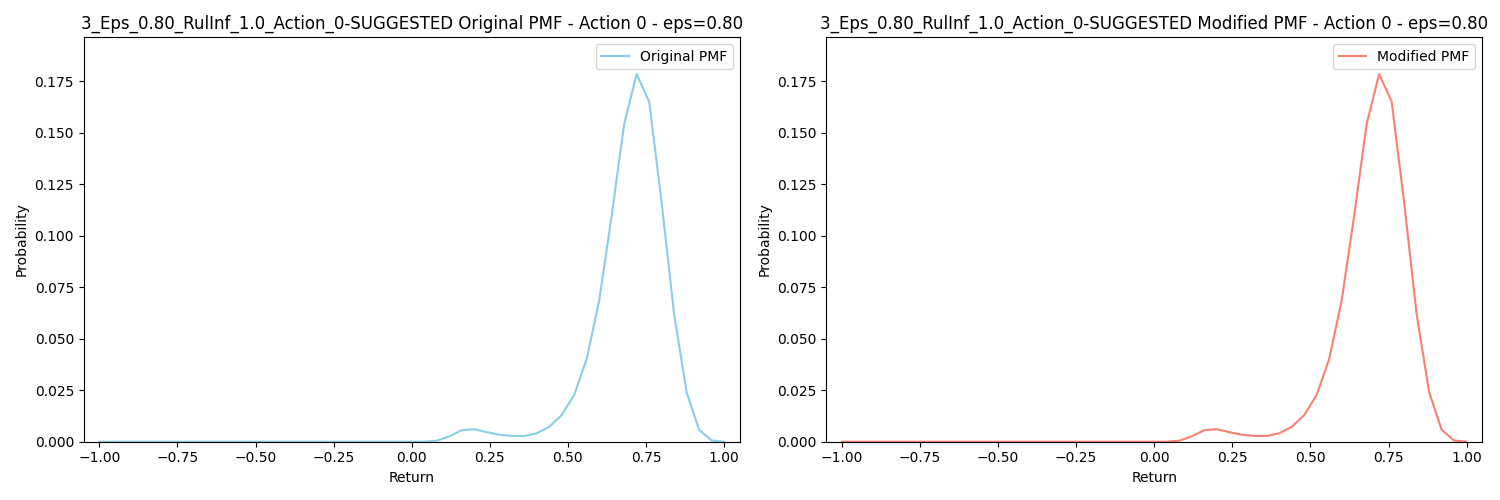 3_Eps_0.80_RulInf_1.0_Action_0-SUGGESTED Original PMF - Action 0 - eps=0.80
Original PMF
0.175
0.150
0.125
0.100
0.075
0.050
0.025
0.000
Probability
−1.00 −0.75 −0.50 −0.25 0.00 0.25 0.50 0.75 1.00
Return
3_Eps_0.80_RulInf_1.0_Action_0-SUGGESTED Modified PMF - Action 0 - eps=0.80
Modified PMF
0.175
0.150
0.125
0.100
0.075
0.050
0.025
0.000
Probability
−1.00 −0.75 −0.50 −0.25 0.00 0.25 0.50 0.75 1.00
Return